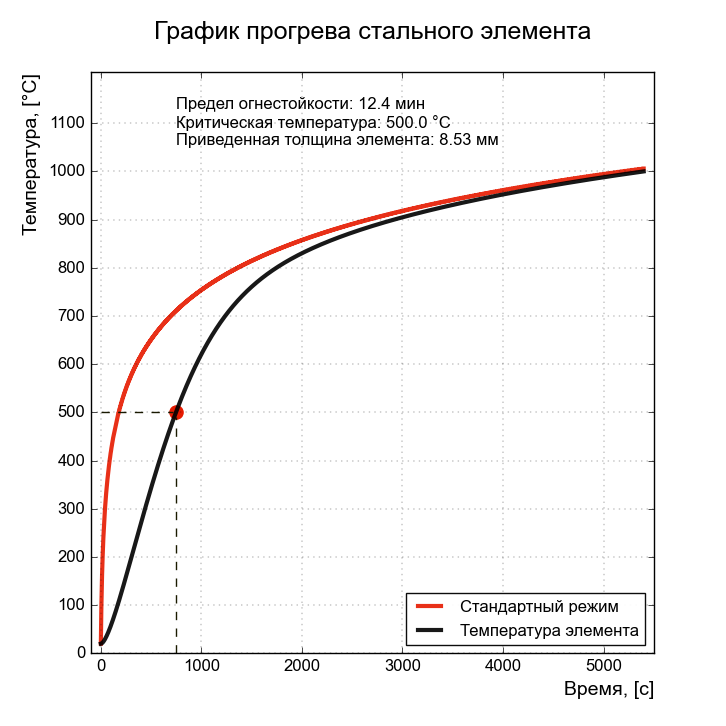 График прогрева стального элемента
Температура, [°C]
Предел огнестойкости: 12.4 мин
Критическая температура: 500.0 °C
Приведенная толщина элемента: 8.53 мм
1100
1000
900
800
700
600
500
400
300
200
100
0
Стандартный режим
Температура элемента
0 1000 2000 3000 4000 5000
Время, [с]